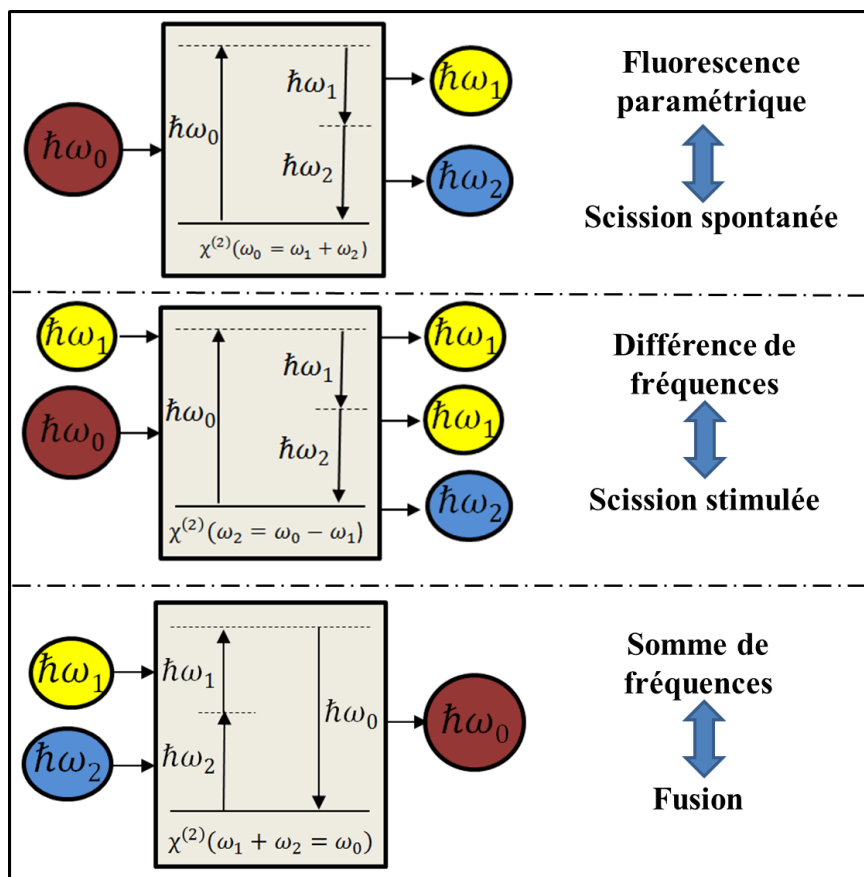 ħω₀
ħω₀
ħω₁
ħω₂
χ⁽²⁾(ω₀ = ω₁ + ω₂)
ħω₁
ħω₂
Fluorescence
paramétrique
Scission spontanée
ħω₁
ħω₀
ħω₀
ħω₁
ħω₂
χ⁽²⁾(ω₂ = ω₀ − ω₁)
ħω₁
ħω₁
ħω₂
Différence de
fréquences
Scission stimulée
ħω₁
ħω₂
ħω₁
ħω₂
ħω₀
χ⁽²⁾(ω₁ + ω₂ = ω₀)
ħω₀
Somme de
fréquences
Fusion